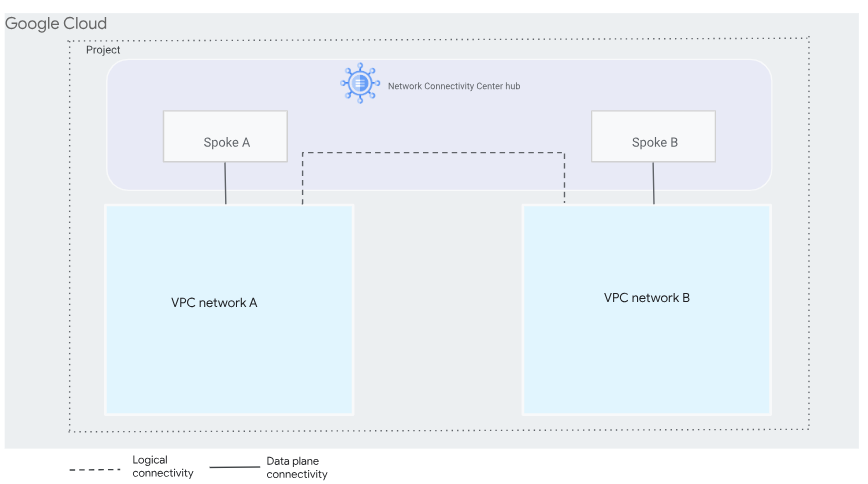 Google Cloud
Project
Network Connectivity Center hub
Spoke A
Spoke B
VPC network A
VPC network B
Logical
connectivity
Data plane
connectivity